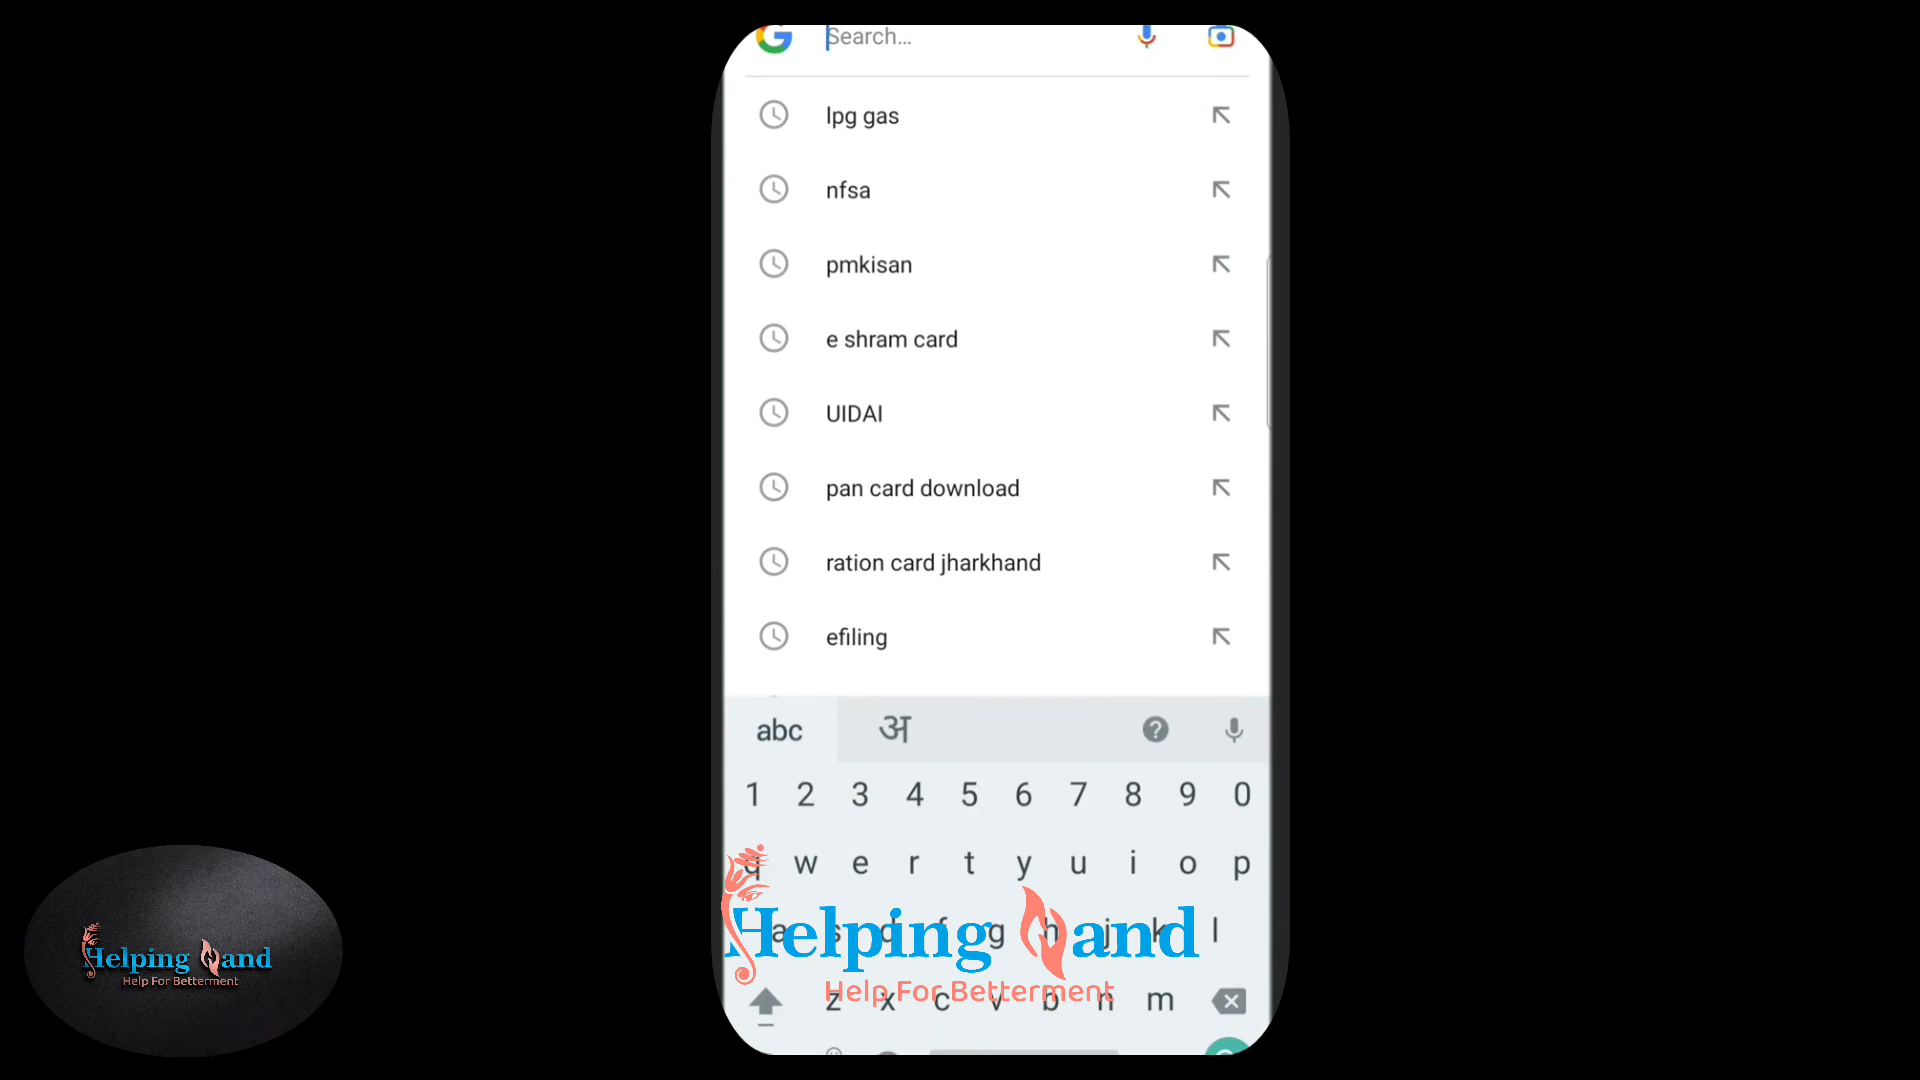 Search...
lpg gas
nfsa
pmkisan
e shram card
UIDAI
pan card download
ration card jharkhand
efiling
abc अ
1 2 3 4 5 6 7 8 9 0
q w e r t y u i o p
a s d f g h j k l
Helping Hand
z x c v b n m
Help For Betterment
Helping Hand
Help For Betterment